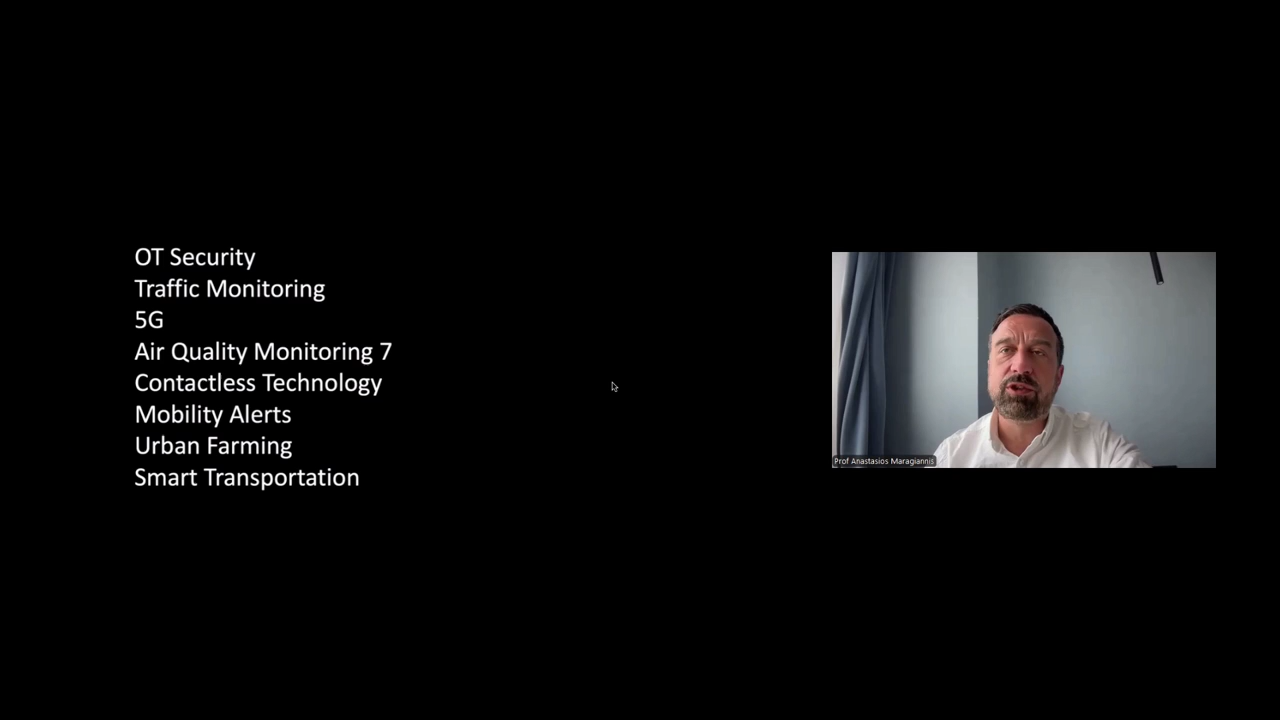 OT Security
Traffic Monitoring
5G
Air Quality Monitoring 7
Contactless Technology
Mobility Alerts
Urban Farming
Smart Transportation
Prof Anastasios Maragiannis